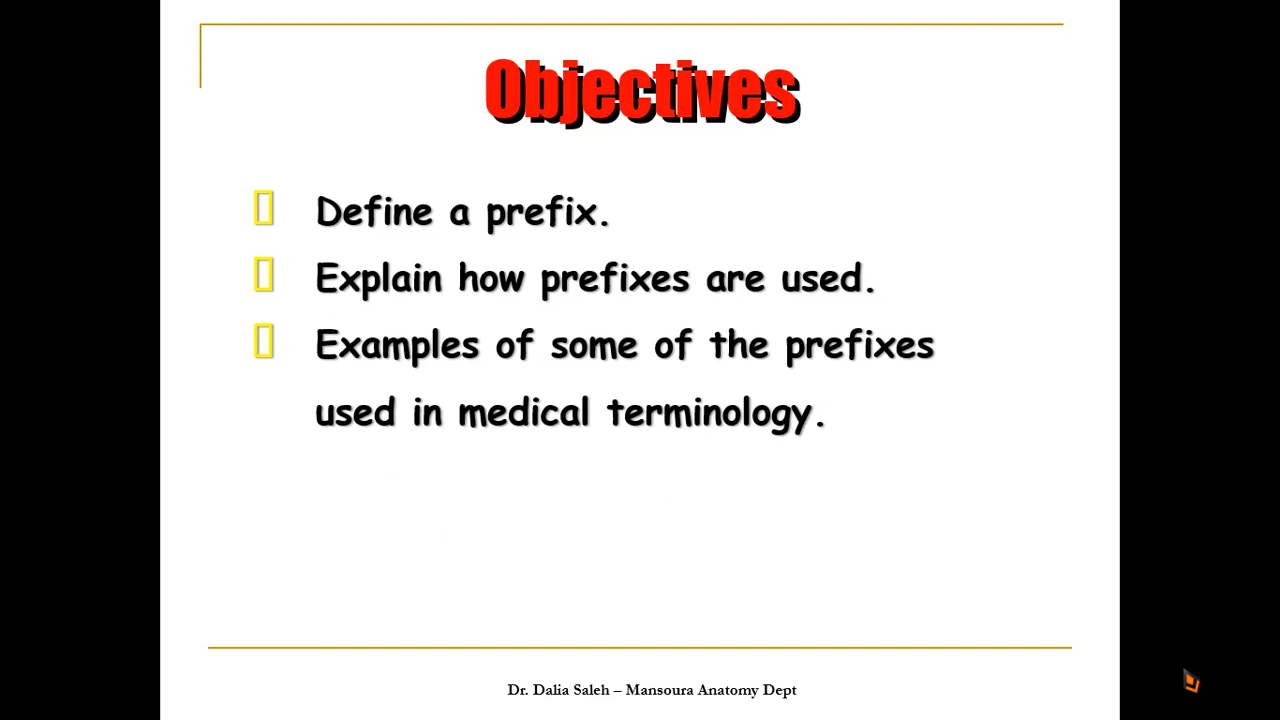 Objectives
Define a prefix.
Explain how prefixes are used.
Examples of some of the prefixes
used in medical terminology.
Dr. Dalia Saleh – Mansoura Anatomy Dept